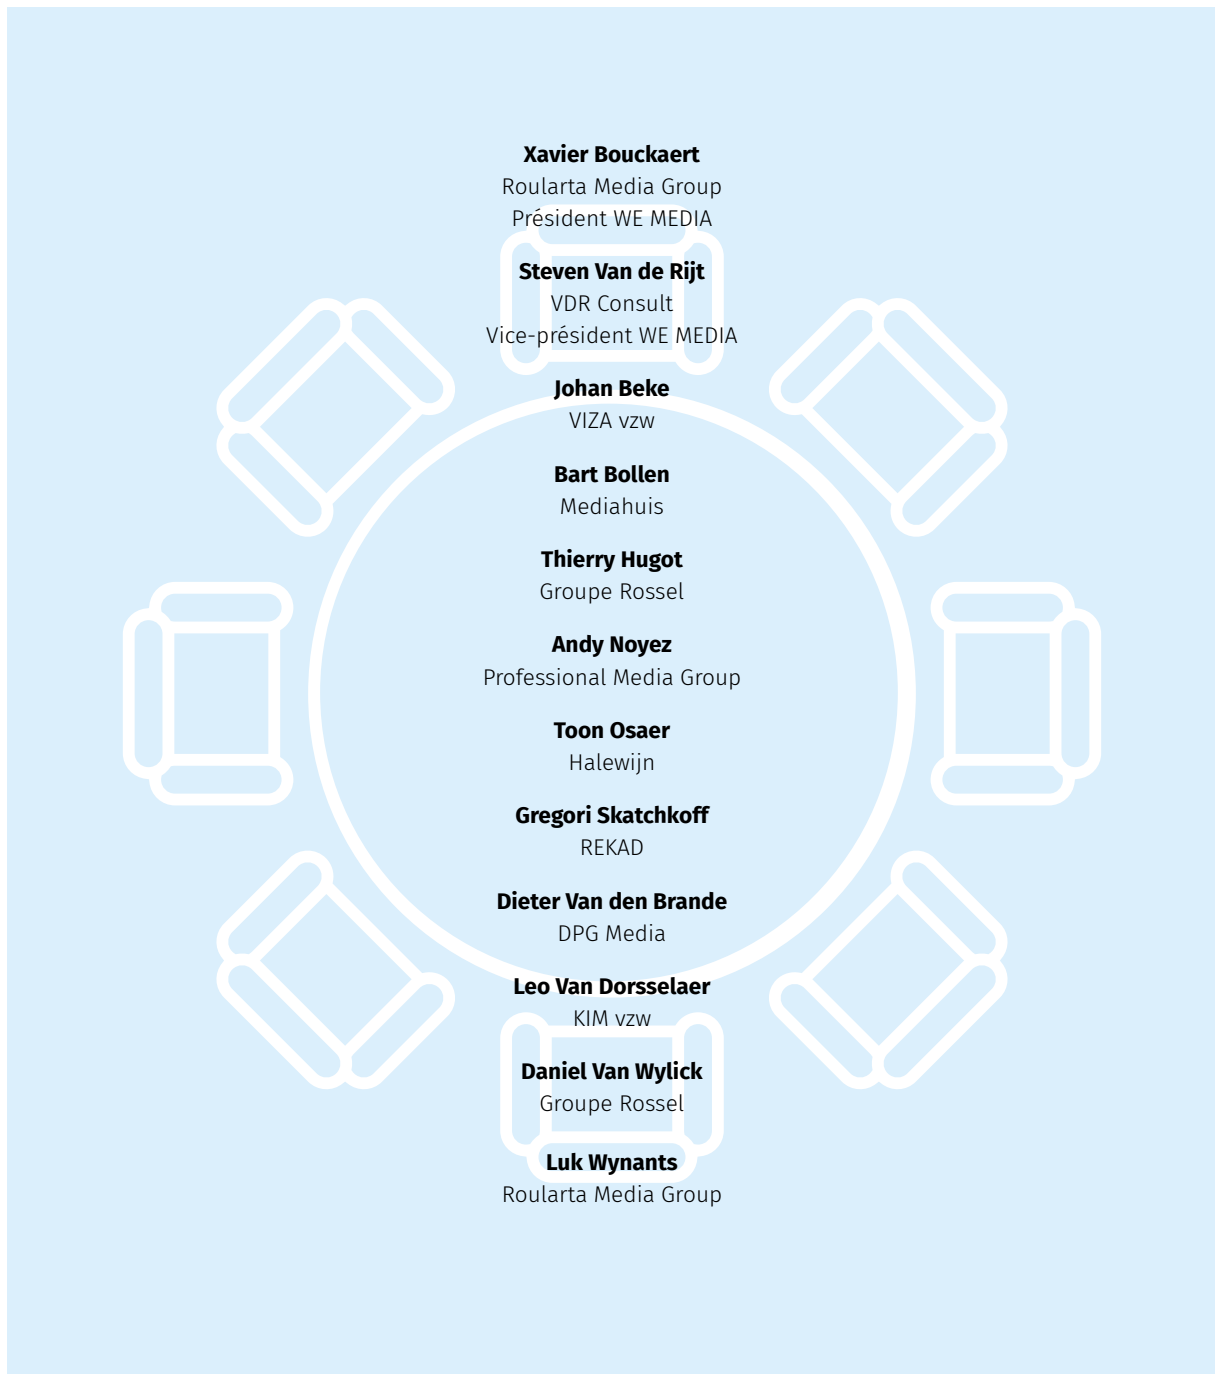 Xavier Bouckaert
Roularta Media Group
Président WE MEDIA
Steven Van de Rijt
VDR Consult
Vice-président WE MEDIA
Johan Beke
VIZA vzw
Bart Bollen
Mediahuis
Thierry Hugot
Groupe Rossel
Andy Noyez
Professional Media Group
Toon Osaer
Halewijn
Gregori Skatchkoff
REKAD
Dieter Van den Brande
DPG Media
Leo Van Dorsselaer
KIM vzw
Daniel Van Wylick
Groupe Rossel
Luk Wynants
Roularta Media Group